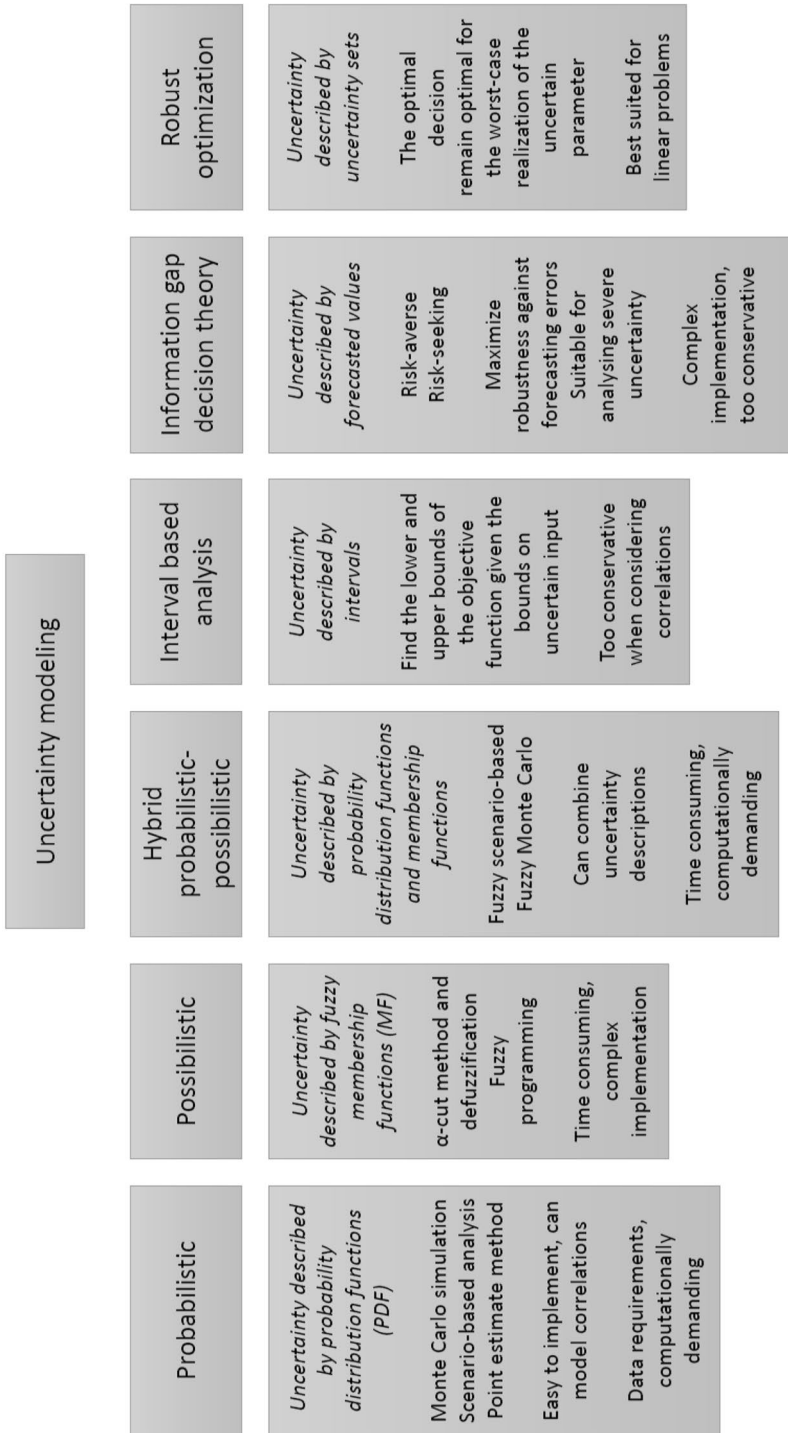 Uncertainty modeling
Probabilistic
Uncertainty described
by probability
distribution functions
(PDF)
Monte Carlo simulation
Scenario-based analysis
Point estimate method
Easy to implement, can
model correlations
Data requirements,
computationally
demanding
Possibilistic
Uncertainty
described by fuzzy
membership
functions (MF)
α-cut method and
defuzzification
Fuzzy
programming
Time consuming,
complex
implementation
Hybrid
probabilistic-
possibilistic
Uncertainty
described by
probability
distribution functions
and membership
functions
Fuzzy scenario-based
Fuzzy Monte Carlo
Can combine
uncertainty
descriptions
Time consuming,
computationally
demanding
Interval based
analysis
Uncertainty
described by
intervals
Find the lower and
upper bounds of
the objective
function given the
bounds on
uncertain input
Too conservative
when considering
correlations
Information gap
decision theory
Uncertainty
described by
forecasted values
Risk-averse
Risk-seeking
Maximize
robustness against
forecasting errors
Suitable for
analysing severe
uncertainty
Complex
implementation,
too conservative
Robust
optimization
Uncertainty
described by
uncertainty sets
The optimal
decision
remain optimal for
the worst-case
realization of the
uncertain
parameter
Best suited for
linear problems